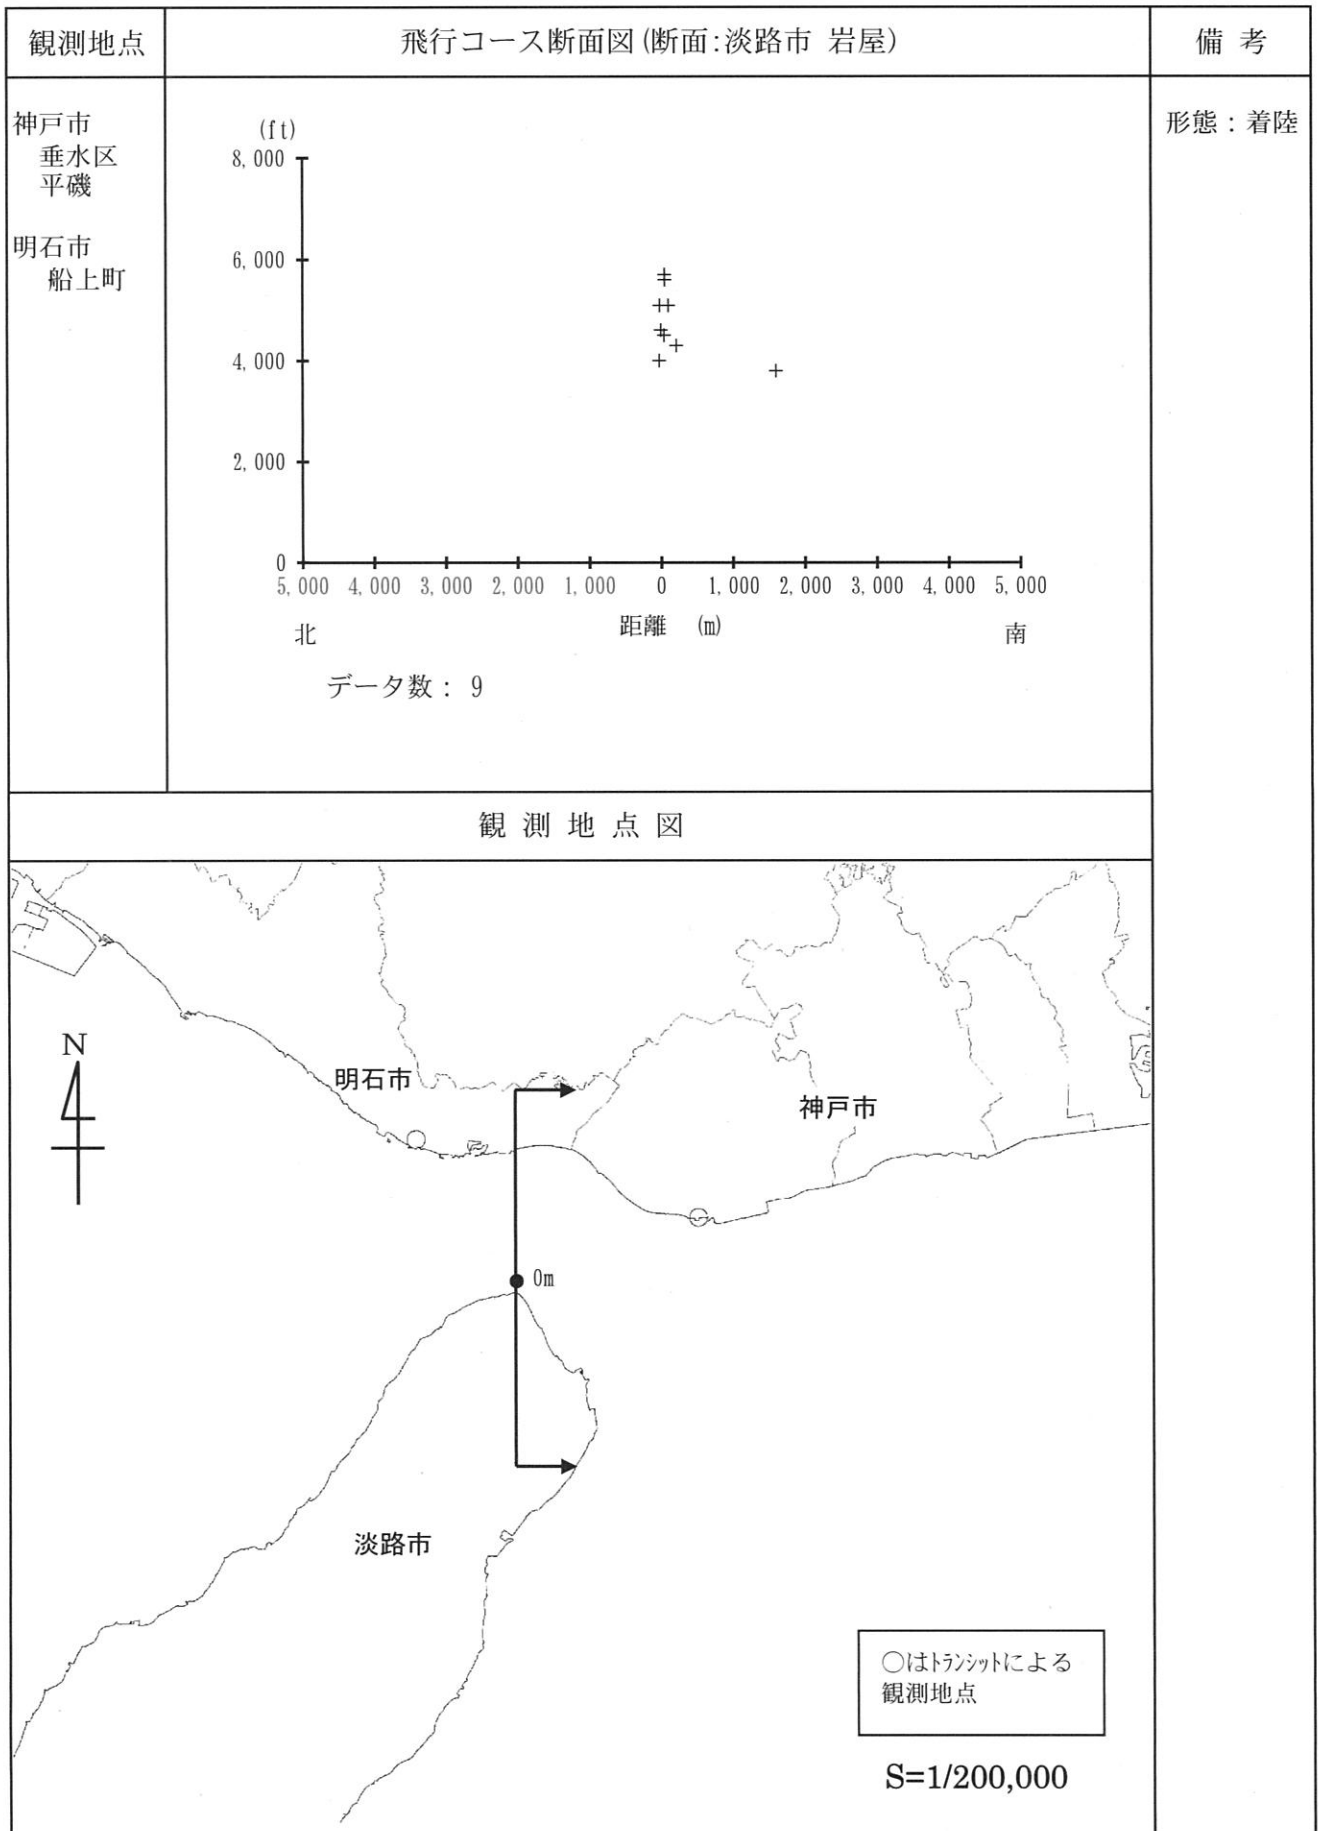 観測地点
飛行コース断面図(断面:淡路市 岩屋)
備 考
神戸市
垂水区
平磯
明石市
船上町
形態：着陸
(ft)
8,000
6,000
4,000
2,000
0
5,000 4,000 3,000 2,000 1,000 0 1,000 2,000 3,000 4,000 5,000
北
距離 (m)
南
データ数： 9
観 測 地 点 図
N
明石市
神戸市
0m
淡路市
○はトランシットによる
観測地点
S=1/200,000